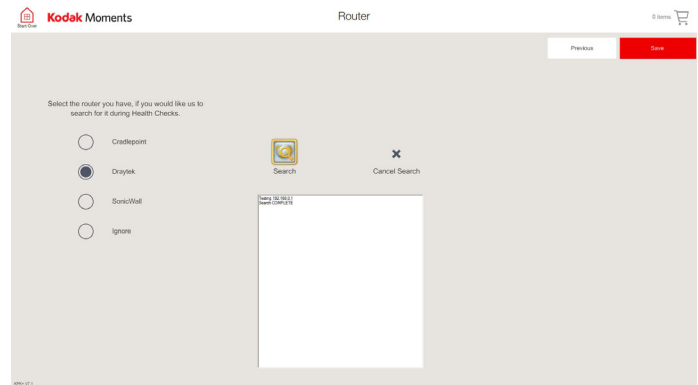 Start Over
Kodak Moments
Router
0 items
Previous
Save
Select the router you have, if you would like us to
search for it during Health Checks.
Cradlepoint
Draytek
SonicWall
Ignore
Search
Cancel Search
Testing 192.168.0.1
Search COMPLETE